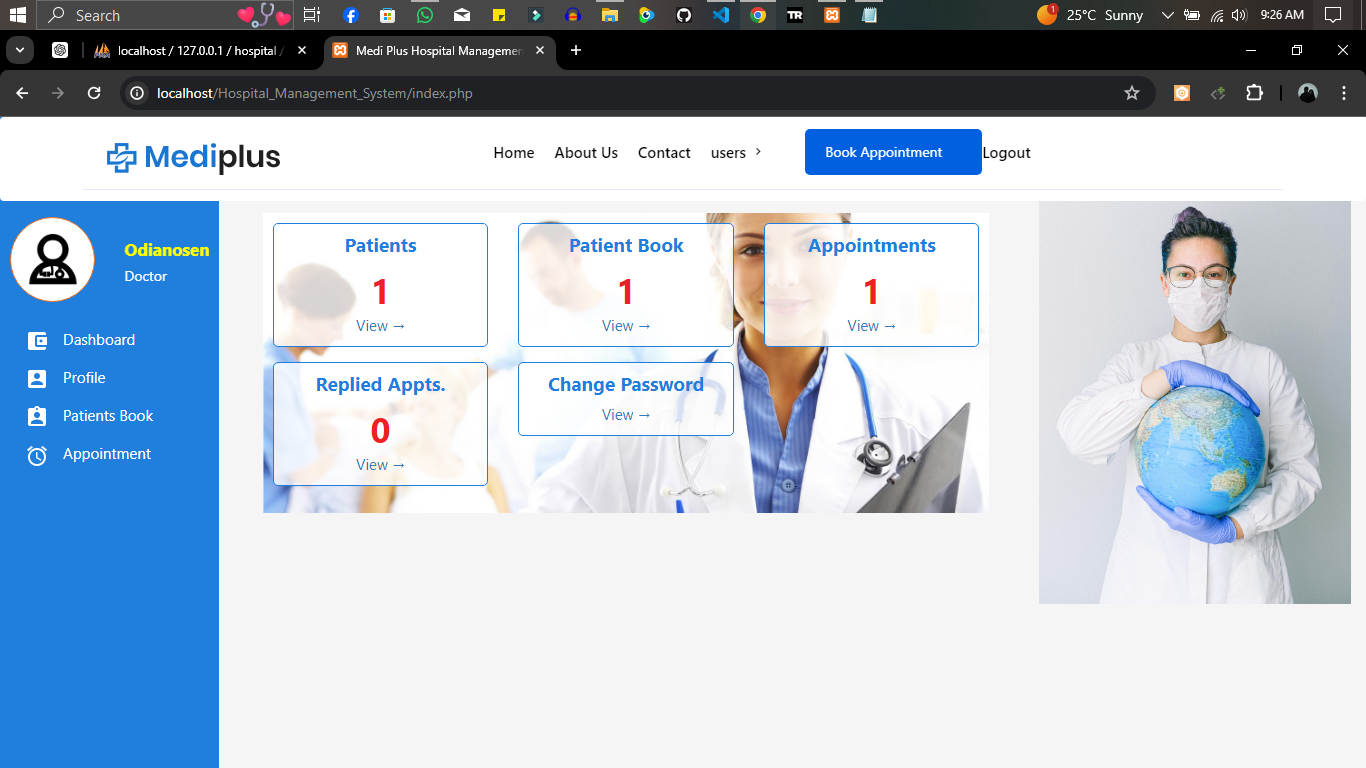 Search
25°C Sunny
9:26 AM
localhost / 127.0.0.1 / hospital /
Medi Plus Hospital Managemen
localhost/Hospital_Management_System/index.php
Mediplus
Home
About Us
Contact
users
Book Appointment
Logout
Odianosen
Doctor
Dashboard
Profile
Patients Book
Appointment
Patients
1
View →
Patient Book
1
View →
Appointments
1
View →
Replied Appts.
0
View →
Change Password
View →
TR
1